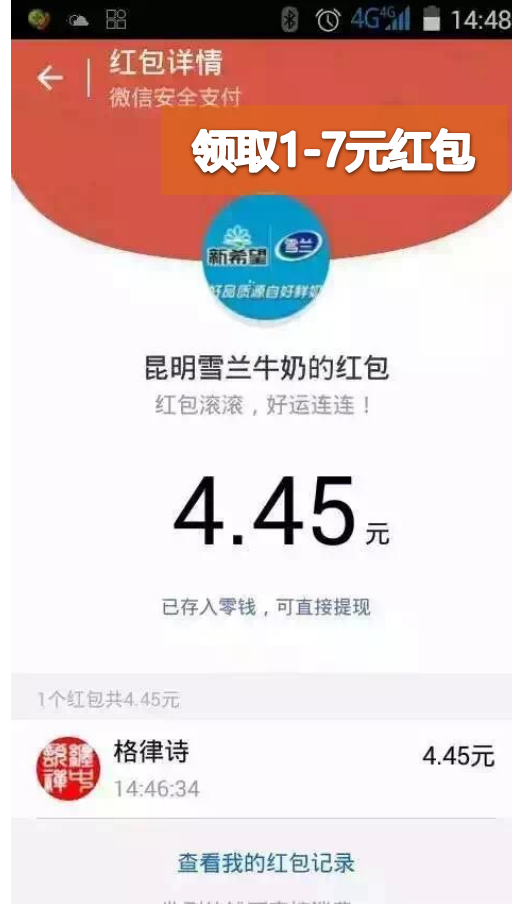 4G 4G 14:48
红包详情
微信安全支付
领取1-7元红包
新希望 雪兰
好品质源自好鲜奶
昆明雪兰牛奶的红包
红包滚滚，好运连连！
4.45元
已存入零钱，可直接提现
1个红包共4.45元
格律诗 4.45元
14:46:34
查看我的红包记录